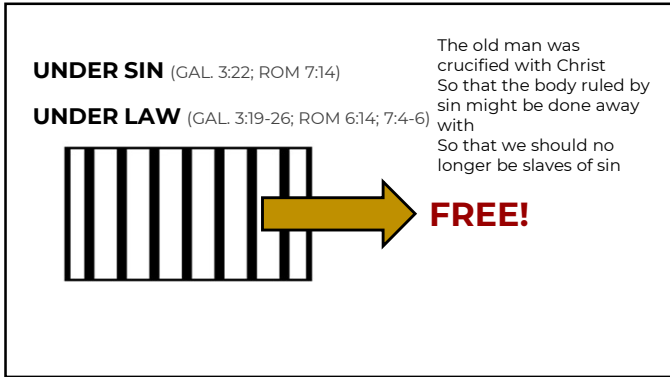 UNDER SIN (GAL. 3:22; ROM 7:14)
UNDER LAW (GAL. 3:19-26; ROM 6:14; 7:4-6)
The old man was
crucified with Christ
So that the body ruled by
sin might be done away
with
So that we should no
longer be slaves of sin
FREE!